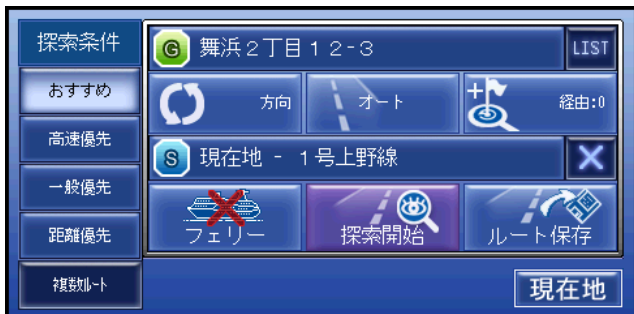 探索条件
おすすめ
高速優先
一般優先
距離優先
複数ルート
G 舞浜2丁目12-3
LIST
方向
オート
経由:0
S 現在地 - 1号上野線
フェリー
探索開始
ルート保存
現在地